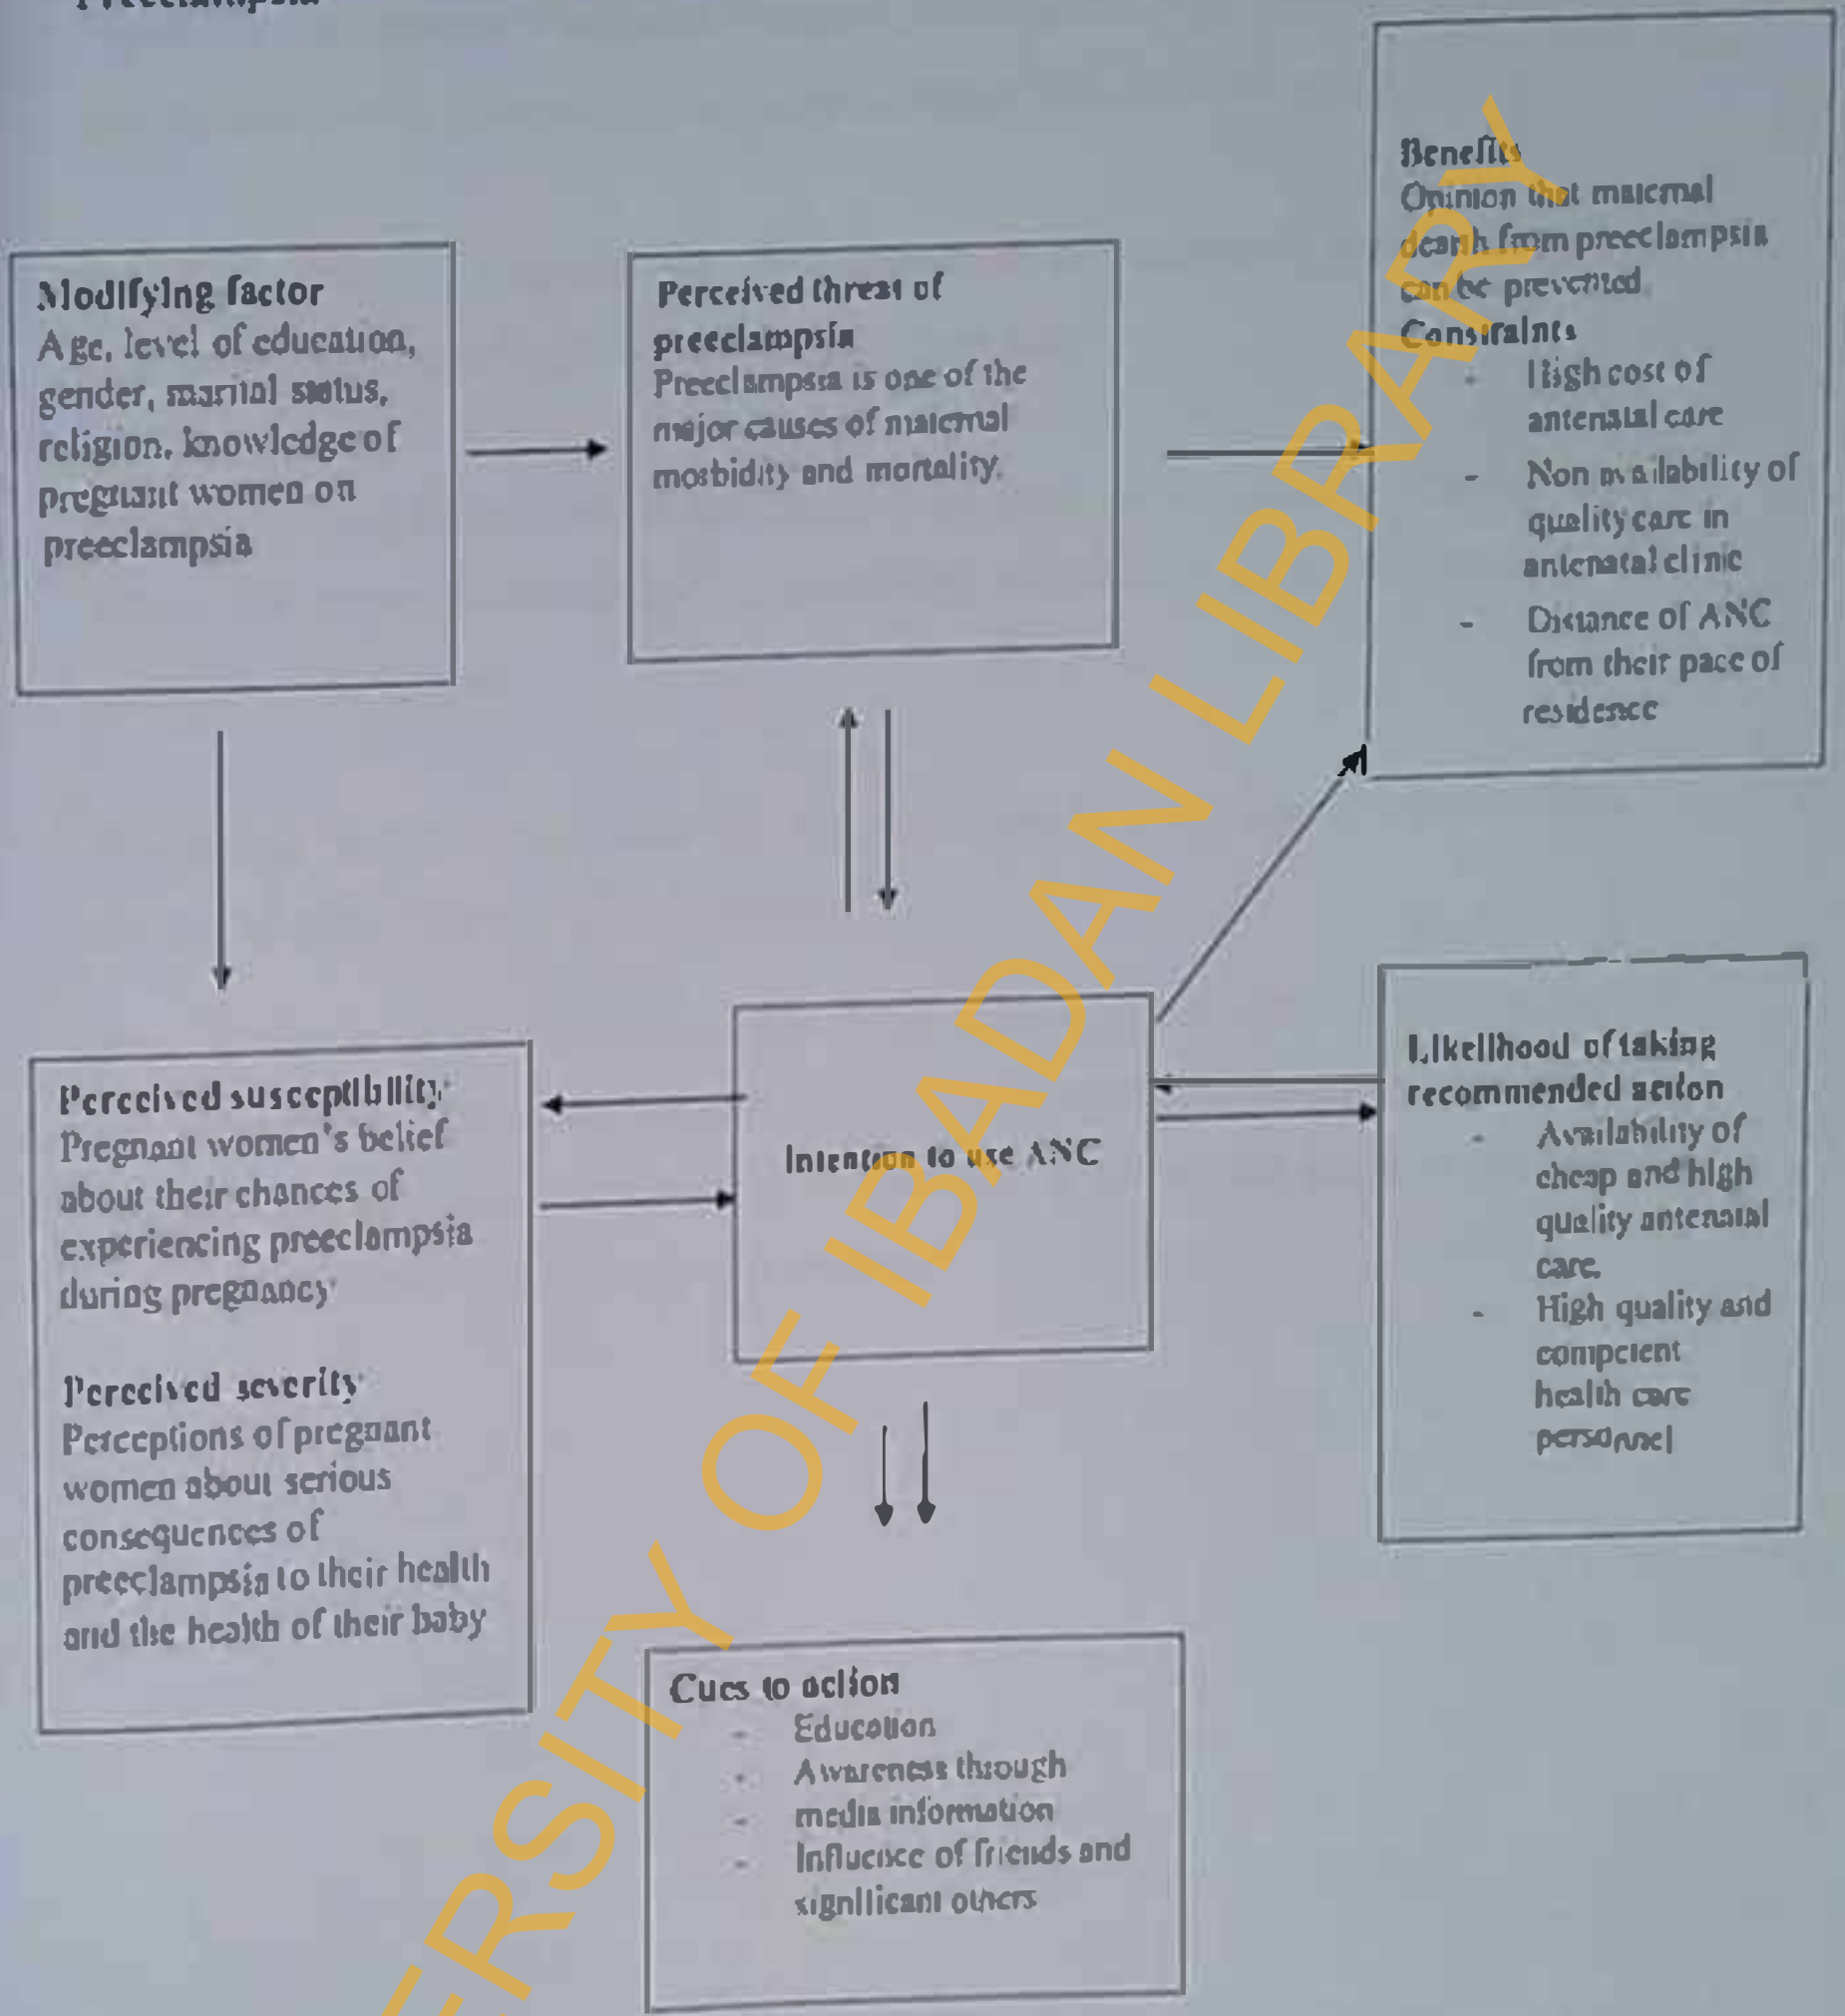 Preeclampsia
Modifying factor
Age, level of education,
gender, marital status,
religion, knowledge of
pregnant women on
preeclampsia
Perceived threat of
preeclampsia
Preeclampsia is one of the
major causes of maternal
morbidity and mortality.
Benefits
Opinion that maternal
death from preeclampsia
can be prevented.
Constraints
- High cost of
antenatal care
- Non availability of
quality care in
antenatal clinic
- Distance of ANC
from their pace of
residence
Perceived susceptibility
Pregnant women's belief
about their chances of
experiencing preeclampsia
during pregnancy
Perceived severity
Perceptions of pregnant
women about serious
consequences of
preeclampsia to their health
and the health of their baby
Intention to use ANC
Likelihood of taking
recommended action
- Availability of
cheap and high
quality antenatal
care.
- High quality and
competent
health care
personnel
Cues to action
- Education
- Awareness through
- media information
- Influence of friends and
significant others
ERSITY OF IBADAN LIBRARY